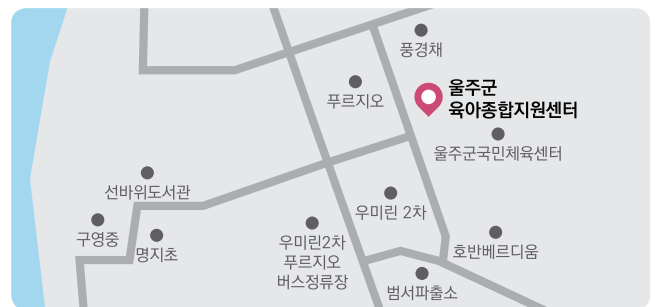 풍경채
푸르지오
울주군
육아종합지원센터
울주군국민체육센터
선바위도서관
우미린 2차
구영중
명지초
우미린2차
푸르지오
버스정류장
호반베르디움
범서파출소